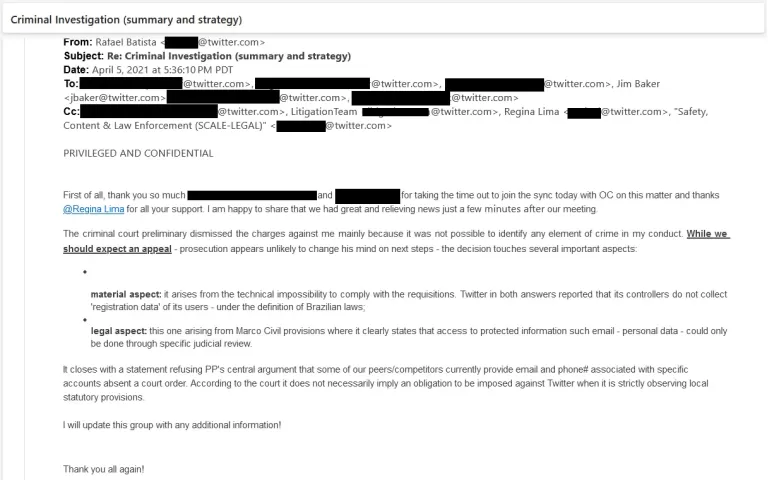 Criminal Investigation (summary and strategy)
From: Rafael Batista < @twitter.com>
Subject: Re: Criminal Investigation (summary and strategy)
Date: April 5, 2021 at 5:36:10 PM PDT
To: @twitter.com>, @twitter.com>, @twitter.com>, Jim Baker
<jbaker@twitter.com> @twitter.com>, @twitter.com>
Cc: @twitter.com>, LitigationTeam @twitter.com>, Regina Lima < @twitter.com>, "Safety,
Content & Law Enforcement (SCALE-LEGAL)" < @twitter.com>
PRIVILEGED AND CONFIDENTIAL
First of all, thank you so much and for taking the time out to join the sync today with OC on this matter and thanks
@Regina Lima for all your support. I am happy to share that we had great and relieving news just a few minutes after our meeting.
The criminal court preliminary dismissed the charges against me mainly because it was not possible to identify any element of crime in my conduct. While we
should expect an appeal - prosecution appears unlikely to change his mind on next steps - the decision touches several important aspects:
•
material aspect: it arises from the technical impossibility to comply with the requisitions. Twitter in both answers reported that its controllers do not collect
'registration data' of its users - under the definition of Brazilian laws;
•
legal aspect: this one arising from Marco Civil provisions where it clearly states that access to protected information such email - personal data - could only
be done through specific judicial review.
It closes with a statement refusing PP's central argument that some of our peers/competitors currently provide email and phone# associated with specific
accounts absent a court order. According to the court it does not necessarily imply an obligation to be imposed against Twitter when it is strictly observing local
statutory provisions.
I will update this group with any additional information!
Thank you all again!